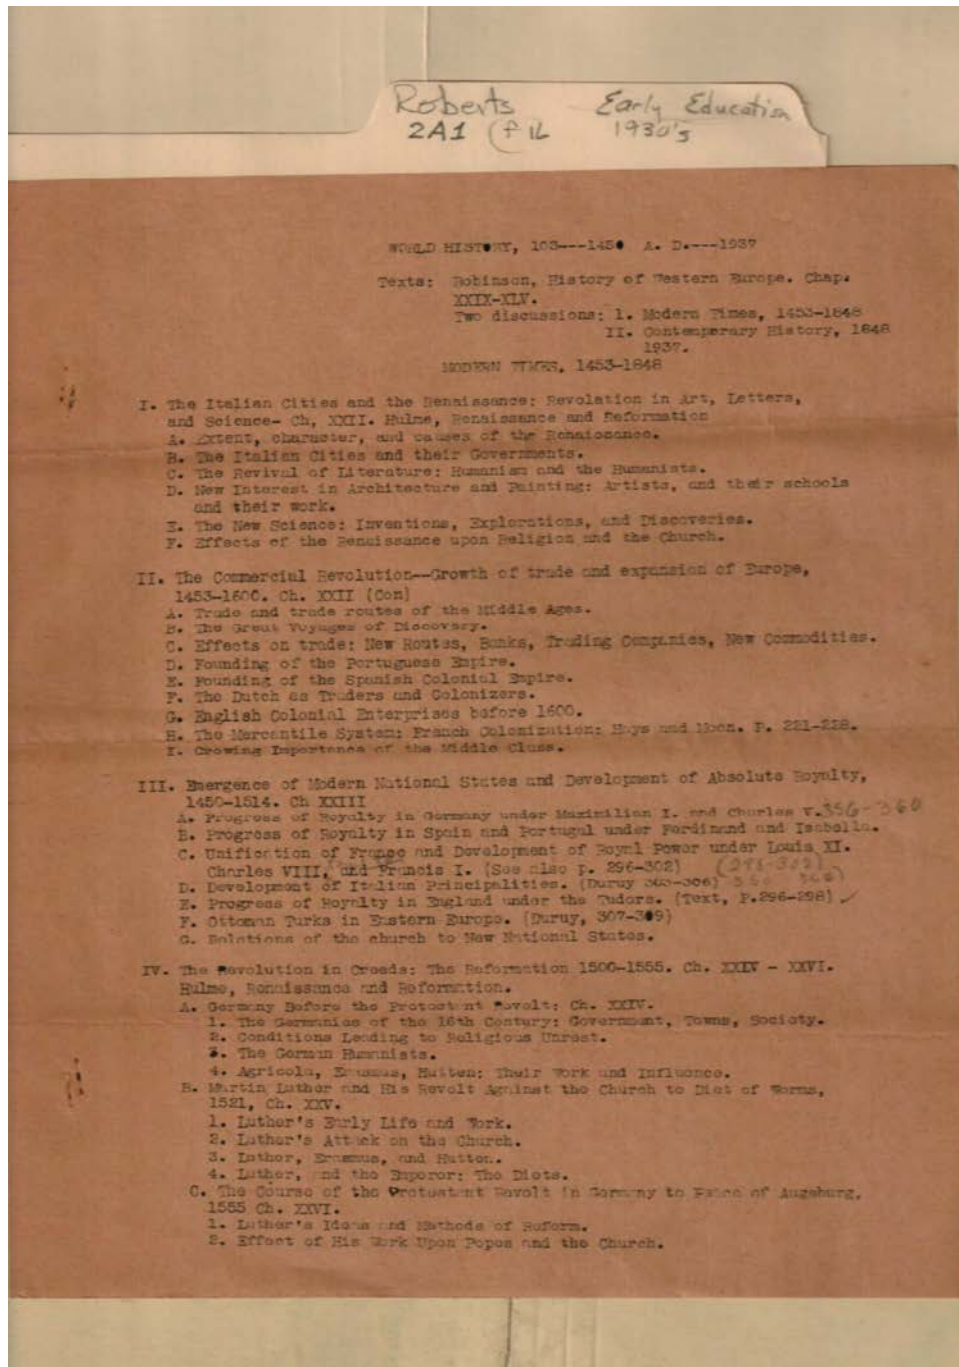 Roberts Early Education
2A1 1930's
WORLD HISTORY, 103---1450 A. D.---1937
Texts: Robinson, History of Western Europe. Chap.
XXIX-XLV.
Two discussions: 1. Modern Times, 1453-1848
II. Contemporary History, 1848
1937.
MODERN TIMES, 1453-1848
I. The Italian Cities and the Renaissance: Revolation in Art, Letters,
and Science- Ch, XXII. Hulme, Renaissance and Reformation
A. Extent, character, and causes of the Renaissance.
B. The Italian Cities and their Governments.
C. The Revival of Literature: Humanism and the Humanists.
D. New Interest in Architecture and Painting: Artists, and their schools
and their work.
E. The New Science: Inventions, Explorations, and Discoveries.
F. Effects of the Renaissance upon Religion and the Church.
II. The Commercial Revolution--Growth of trade and expansion of Europe,
1453-1600. Ch. XXII (Con)
A. Trade and trade routes of the Middle Ages.
B. The Great Voyages of Discovery.
C. Effects on trade: New Routes, Banks, Trading Companies, New Commodities.
D. Founding of the Portuguese Empire.
E. Founding of the Spanish Colonial Empire.
F. The Dutch as Traders and Colonizers.
G. English Colonial Enterprises before 1600.
H. The Mercantile System: French Colonization: Hays and Moon. P. 221-228.
I. Growing Importance of the Middle Class.
III. Emergence of Modern National States and Development of Absolute Royalty,
1450-1514. Ch XXIII
A. Progress of Royalty in Germany under Maximilian I. and Charles V. 356-360
B. Progress of Royalty in Spain and Portugal under Ferdinand and Isabella.
C. Unification of France and Development of Royal Power under Louis XI.
Charles VIII, and Francis I. (See also p. 296-302) (298-302)
D. Development of Italian Principalities. (Duruy 303-306) 360
E. Progress of Royalty in England under the Tudors. (Text, P.296-298) ✓
F. Ottoman Turks in Eastern Europe. (Duruy, 307-309)
G. Relations of the church to New National States.
IV. The Revolution in Creeds: The Reformation 1500-1555. Ch. XXIV - XXVI.
Hulme, Renaissance and Reformation.
A. Germany Before the Protestant Revolt: Ch. XXIV.
1. The Germanies of the 16th Century: Government, Towns, Society.
2. Conditions Leading to Religious Unrest.
3. The German Humanists.
4. Agricola, Erasmus, Hutten: Their Work and Influence.
B. Martin Luther and His Revolt Against the Church to Diet of Worms,
1521, Ch. XXV.
1. Luther's Early Life and Work.
2. Luther's Attack on the Church.
3. Luther, Erasmus, and Hutten.
4. Luther, and the Emperor: The Diets.
C. The Course of the Protestant Revolt in Germany to Peace of Augsburg,
1555 Ch. XXVI.
1. Luther's Ideas and Methods of Reform.
2. Effect of His Work Upon Popes and the Church.